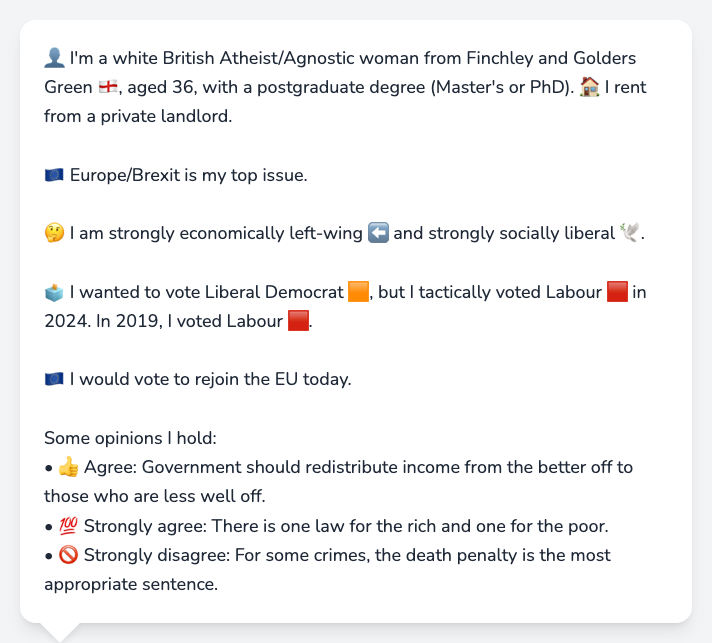 👤 I'm a white British Atheist/Agnostic woman from Finchley and Golders
Green 🏴󠁧󠁢󠁥󠁮󠁧󠁿, aged 36, with a postgraduate degree (Master's or PhD). 🏠 I rent
from a private landlord.
🇪🇺 Europe/Brexit is my top issue.
🤔 I am strongly economically left-wing ⬅️ and strongly socially liberal 🕊️.
🗳️ I wanted to vote Liberal Democrat 🟧, but I tactically voted Labour 🟥 in
2024. In 2019, I voted Labour 🟥.
🇪🇺 I would vote to rejoin the EU today.
Some opinions I hold:
• 👍 Agree: Government should redistribute income from the better off to
those who are less well off.
• 💯 Strongly agree: There is one law for the rich and one for the poor.
• 🚫 Strongly disagree: For some crimes, the death penalty is the most
appropriate sentence.